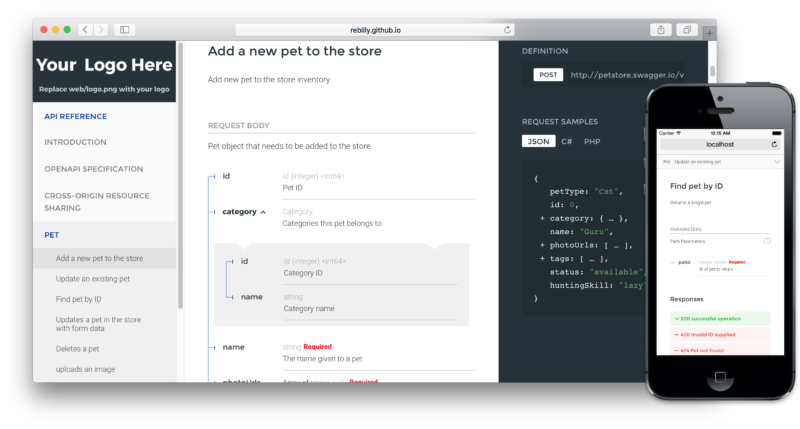 rebilly.github.io
Your Logo Here
Replace web/logo.png with your logo
API REFERENCE
INTRODUCTION
OPENAPI SPECIFICATION
CROSS-ORIGIN RESOURCE
SHARING
PET
Add a new pet to the store
Update an existing pet
Find pet by ID
Updates a pet in the store
with form data
Deletes a pet
uploads an image
Add a new pet to the store
Add new pet to the store inventory.
REQUEST BODY
Pet object that needs to be added to the store
id id (integer) <int64>
Pet ID
category Category
Categories this pet belongs to
id id (integer) <int64>
Category ID
name string
Category name
name string Required
The name given to a pet
photoUrls Array of string Required
DEFINITION
POST http://petstore.swagger.io/v
REQUEST SAMPLES
JSON C# PHP
{
petType: "Cat",
id: 0,
+ category: { … },
name: "Guru",
+ photoUrls: [ … ],
+ tags: [ … ],
status: "available",
huntingSkill: "lazy"
}
Carrier 10:15 AM
localhost
Pet Update an existing pet
Find pet by ID
Returns a single pet
PARAMETERS
Path Parameters
petId integer Required
ID of pet to return
Responses
200 successful operation
400 Invalid ID supplied
404 Pet not found